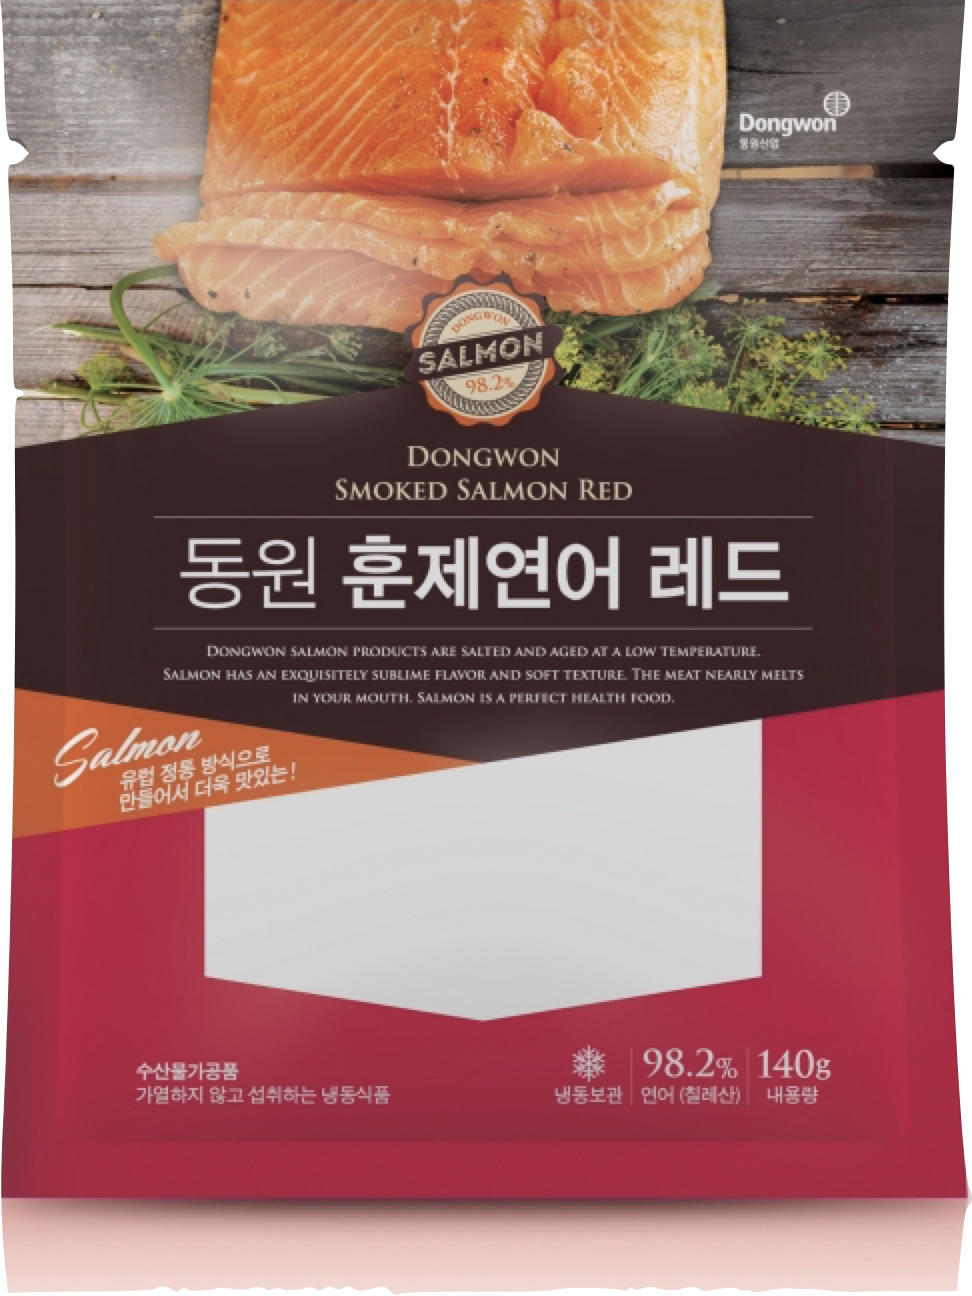 Dongwon
동원산업
DONGWON
SALMON
98.2%
DONGWON
SMOKED SALMON RED
동원 훈제연어 레드
DONGWON SALMON PRODUCTS ARE SALTED AND AGED AT A LOW TEMPERATURE.
SALMON HAS AN EXQUISITELY SUBLIME FLAVOR AND SOFT TEXTURE. THE MEAT NEARLY MELTS
IN YOUR MOUTH. SALMON IS A PERFECT HEALTH FOOD.
Salmon
유럽 정통 방식으로
만들어서 더욱 맛있는!
수산물가공품
가열하지 않고 섭취하는 냉동식품
냉동보관
98.2%
연어 (칠레산)
140g
내용량